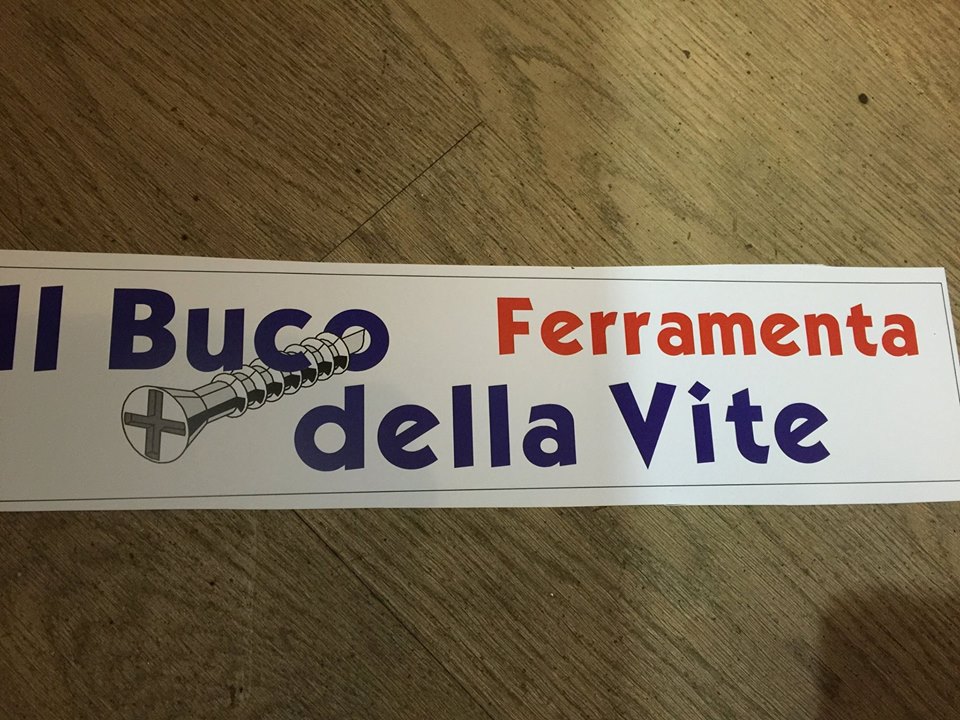 Il Buco
Ferramenta
della Vite